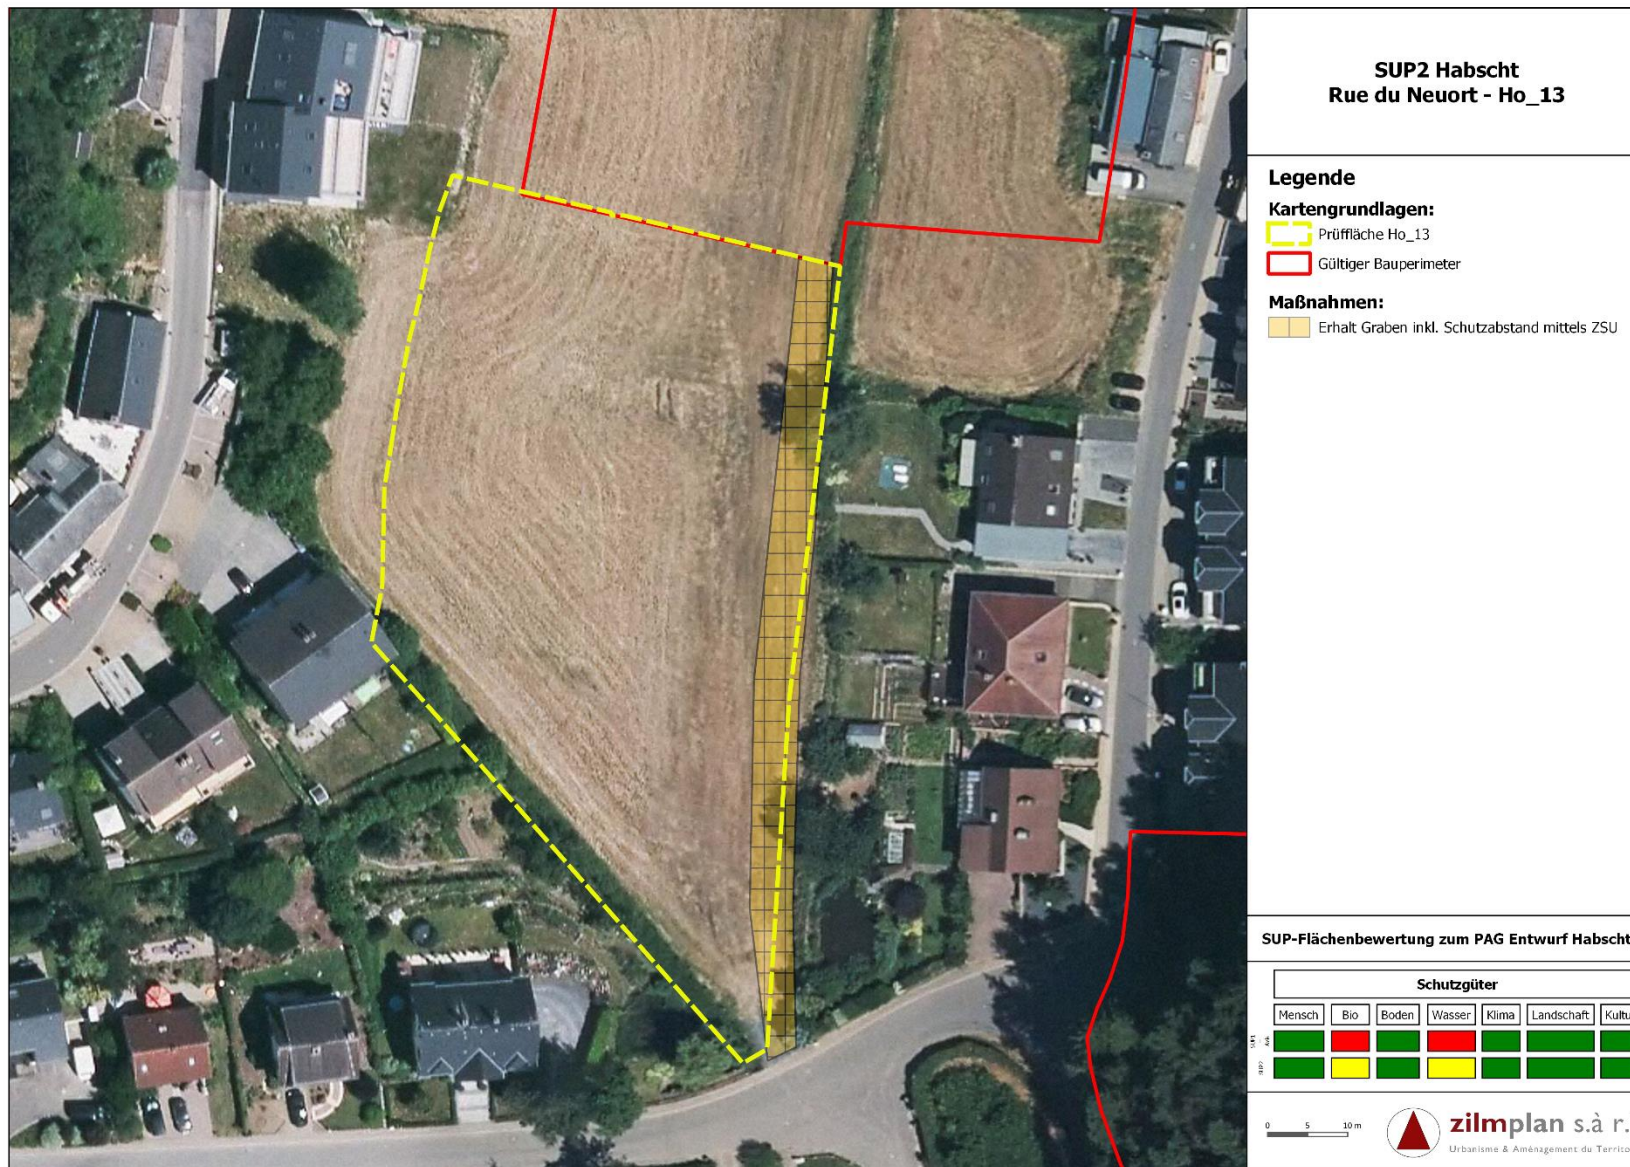 SUP2 Habscht
Rue du Neuort - Ho_13
Legende
Kartengrundlagen:
Prüffläche Ho_13
Gültiger Bauperimeter
Maßnahmen:
Erhalt Graben inkl. Schutzabstand mittels ZSU
SUP-Flächenbewertung zum PAG Entwurf Habscht
Schutzgüter
Mensch Bio Boden Wasser Klima Landschaft Kultu
SUP2
0 5 10 m
zilmplan s.à r.
Urbanisme & Aménagement du Territo